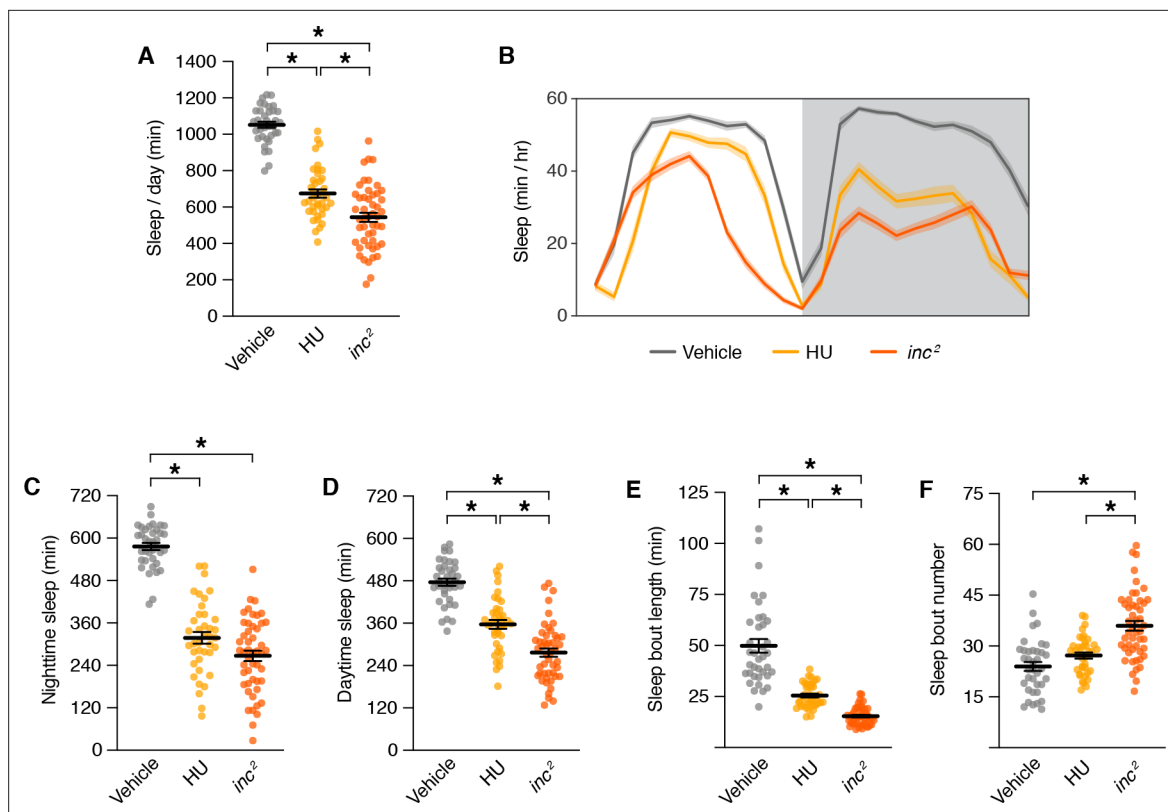 A
Sleep / day (min)
1400
1200
1000
800
600
400
200
0
* * *
Vehicle HU inc²
B
Sleep (min / hr)
60
40
20
0
Vehicle HU inc²
C
Nighttime sleep (min)
720
600
480
360
240
120
0
* *
Vehicle HU inc²
D
Daytime sleep (min)
720
600
480
360
240
120
0
* * *
Vehicle HU inc²
E
Sleep bout length (min)
125
100
75
50
25
* * *
Vehicle HU inc²
F
Sleep bout number
75
60
45
30
15
* *
Vehicle HU inc²